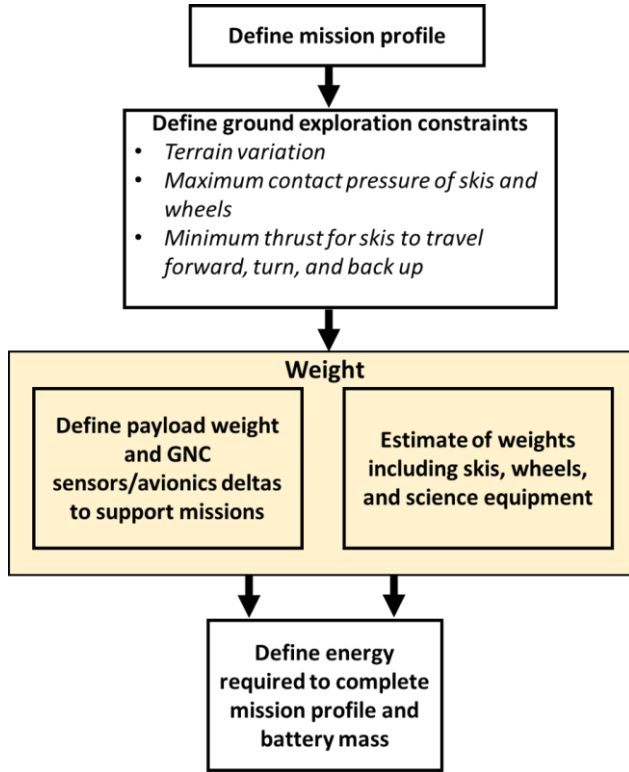 Define mission profile
Define ground exploration constraints
• Terrain variation
• Maximum contact pressure of skis and
wheels
• Minimum thrust for skis to travel
forward, turn, and back up
Weight
Define payload weight
and GNC
sensors/avionics deltas
to support missions
Estimate of weights
including skis, wheels,
and science equipment
Define energy
required to complete
mission profile and
battery mass